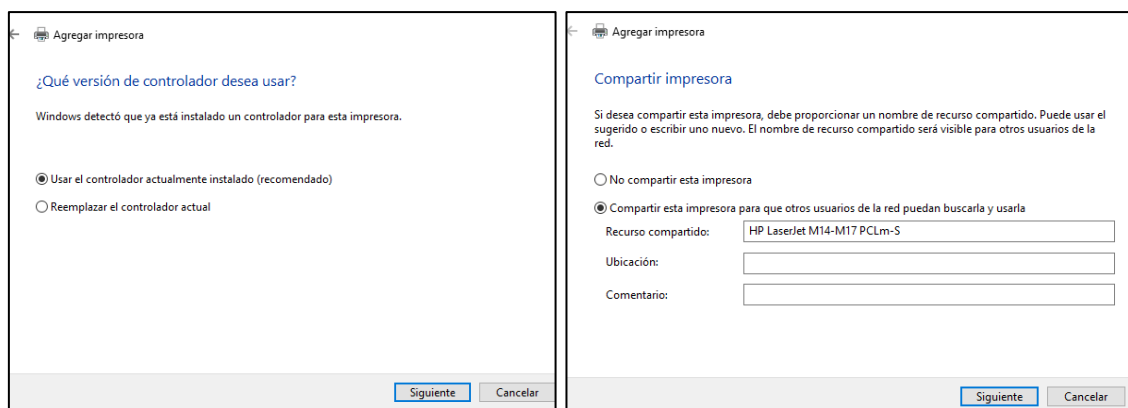 Agregar impresora
¿Qué versión de controlador desea usar?
Windows detectó que ya está instalado un controlador para esta impresora.
Usar el controlador actualmente instalado (recomendado)
Reemplazar el controlador actual
Siguiente
Cancelar
Agregar impresora
Compartir impresora
Si desea compartir esta impresora, debe proporcionar un nombre de recurso compartido. Puede usar el
sugerido o escribir uno nuevo. El nombre de recurso compartido será visible para otros usuarios de la
red.
No compartir esta impresora
Compartir esta impresora para que otros usuarios de la red puedan buscarla y usarla
Recurso compartido: HP LaserJet M14-M17 PCLm-S
Ubicación:
Comentario:
Siguiente
Cancelar